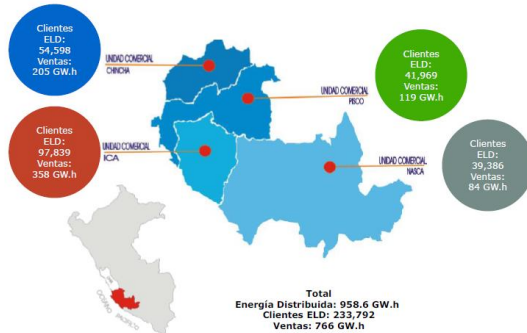 Clientes
ELD:
54,598
Ventas:
205 GW.h
UNIDAD COMERCIAL
CHINCHA
Clientes
ELD:
41,969
Ventas:
119 GW.h
UNIDAD COMERCIAL
PISCO
Clientes
ELD:
97,839
Ventas:
358 GW.h
UNIDAD COMERCIAL
ICA
Clientes
ELD:
39,386
Ventas:
84 GW.h
UNIDAD COMERCIAL
NASCA
OCEANO PACIFICO
Total
Energía Distribuida: 958.6 GW.h
Clientes ELD: 233,792
Ventas: 766 GW.h